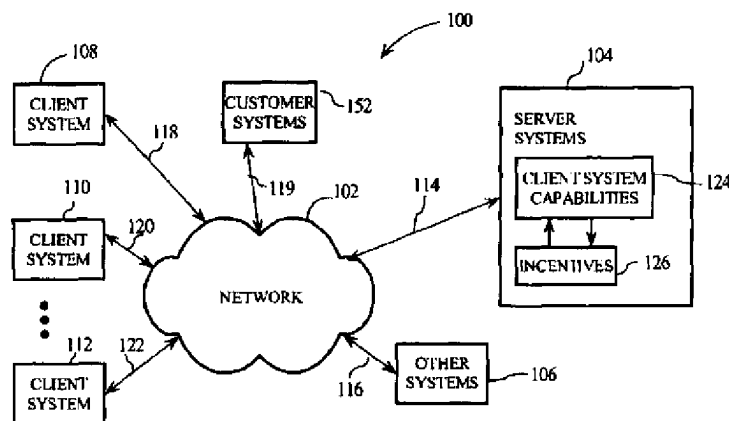 100
108
CLIENT
SYSTEM
118
CUSTOMER
SYSTEMS
152
119
104
SERVER
SYSTEMS
CLIENT SYSTEM
CAPABILITIES
124
INCENTIVES
126
110
CLIENT
SYSTEM
120
102
114
NETWORK
112
CLIENT
SYSTEM
122
116
OTHER
SYSTEMS
106